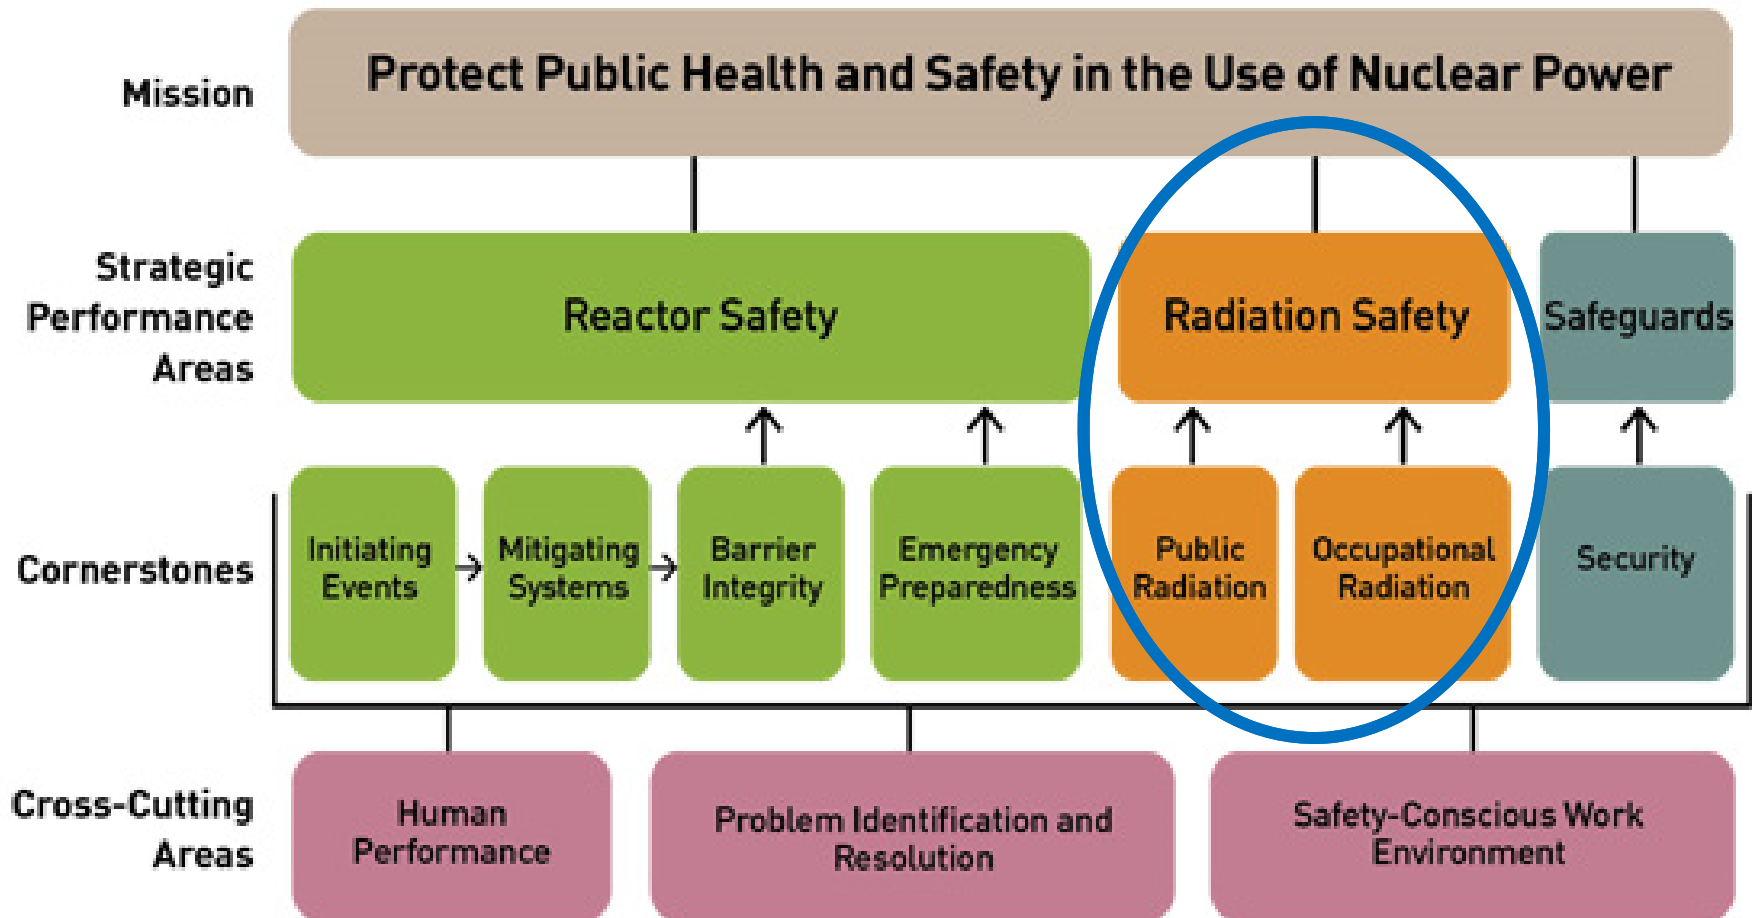 Mission
Protect Public Health and Safety in the Use of Nuclear Power
Strategic
Performance
Areas
Reactor Safety
Radiation Safety
Safeguards
Cornerstones
Initiating
Events
Mitigating
Systems
Barrier
Integrity
Emergency
Preparedness
Public
Radiation
Occupational
Radiation
Security
Cross-Cutting
Areas
Human
Performance
Problem Identification and
Resolution
Safety-Conscious Work
Environment